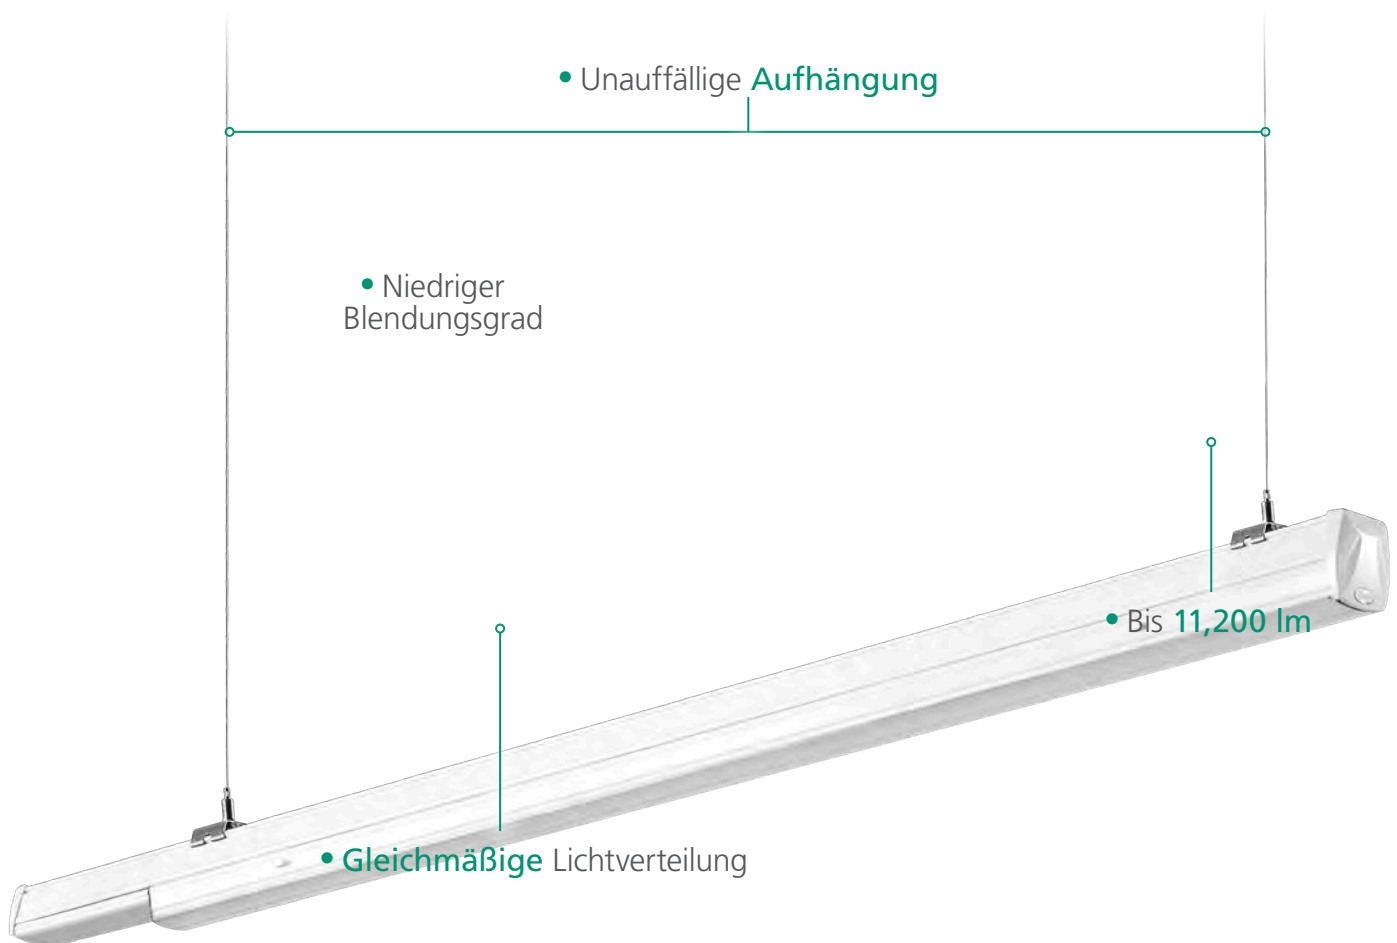 • Unauffällige Aufhängung
• Niedriger
Blendungsgrad
• Bis 11,200 lm
• Gleichmäßige Lichtverteilung